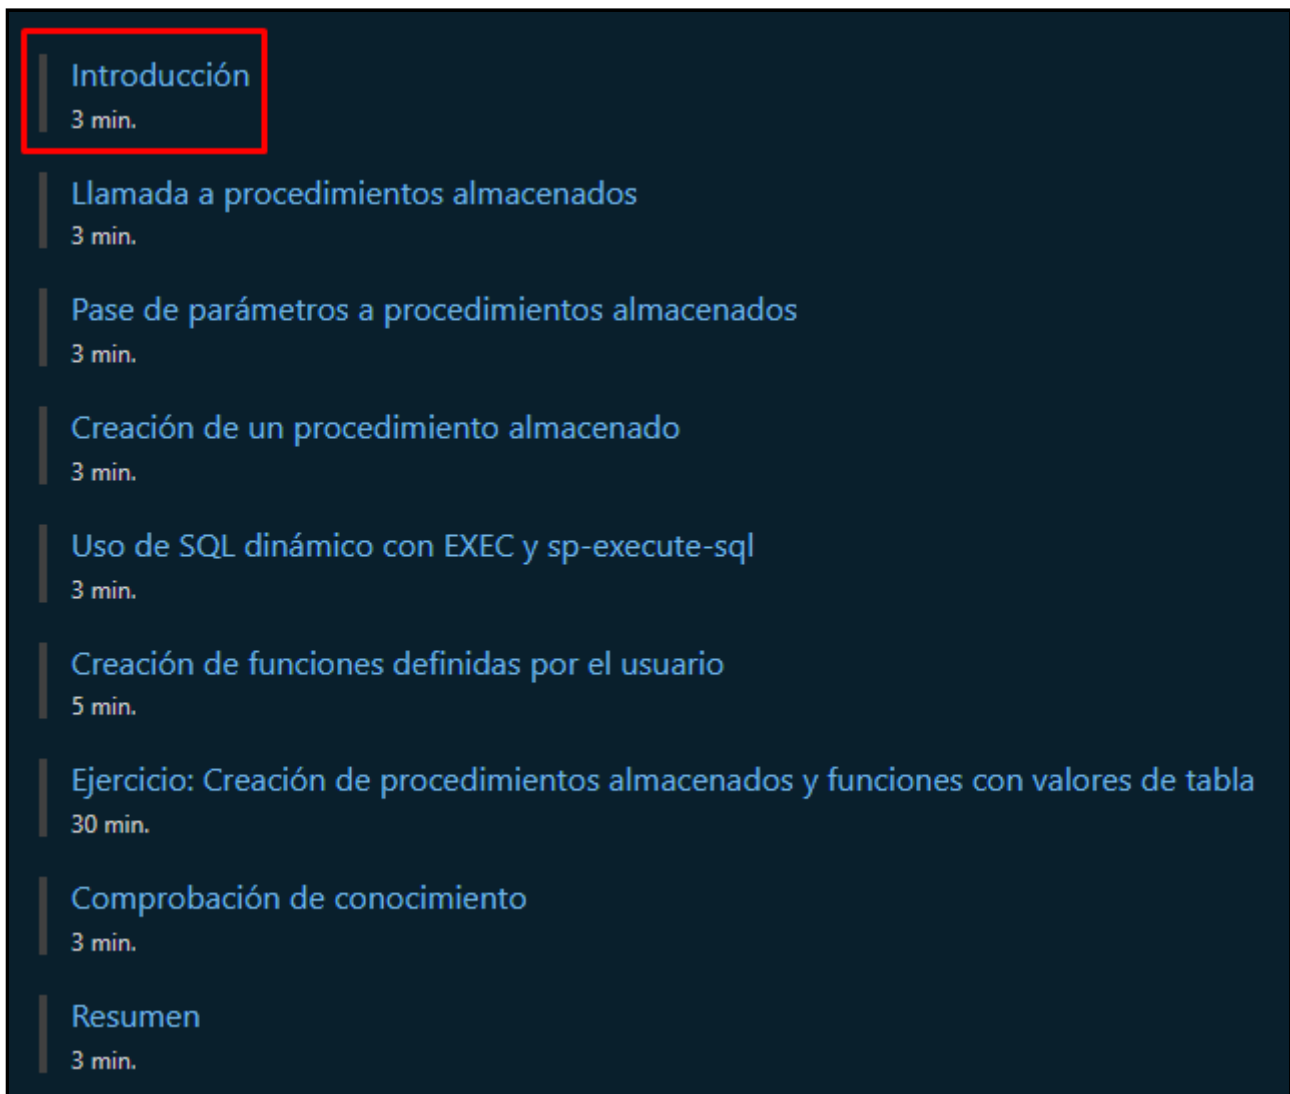 Introducción
3 min.
Llamada a procedimientos almacenados
3 min.
Pase de parámetros a procedimientos almacenados
3 min.
Creación de un procedimiento almacenado
3 min.
Uso de SQL dinámico con EXEC y sp-execute-sql
3 min.
Creación de funciones definidas por el usuario
5 min.
Ejercicio: Creación de procedimientos almacenados y funciones con valores de tabla
30 min.
Comprobación de conocimiento
3 min.
Resumen
3 min.